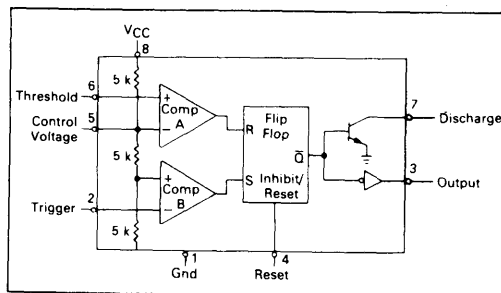 VCC
8
5 k
6
Threshold
+
Comp
A
-
Control
Voltage
5
R
Flip
Flop
Q̅
7
Discharge
5 k
+
Comp
B
-
S
Inhibit/
Reset
3
Output
2
Trigger
5 k
1
Gnd
4
Reset